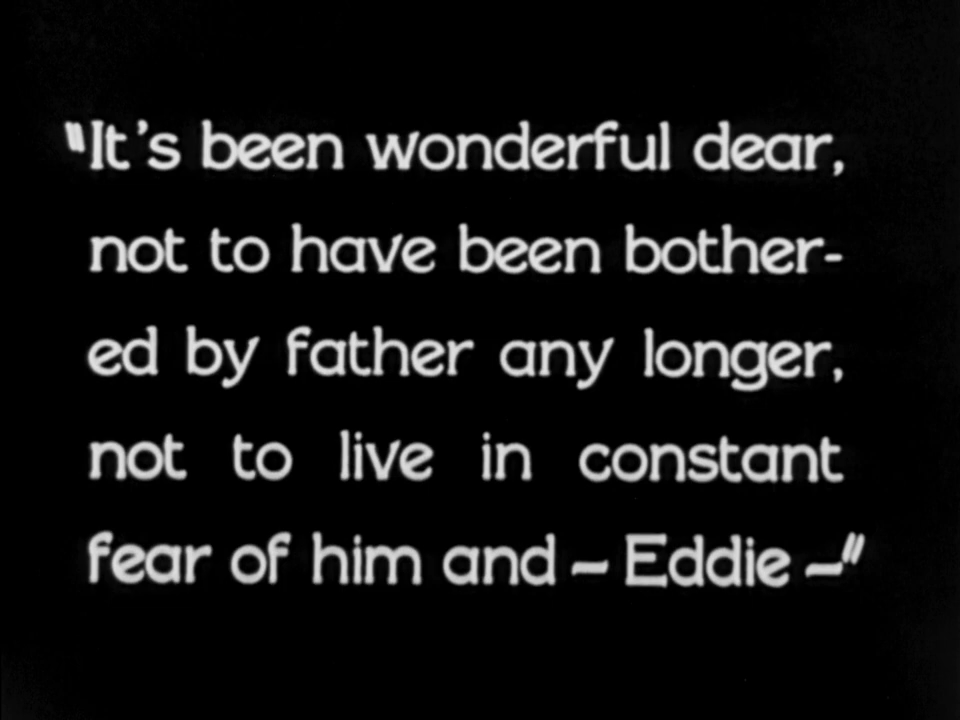 "It's been wonderful dear,
not to have been bother-
ed by father any longer,
not to live in constant
fear of him and – Eddie –"